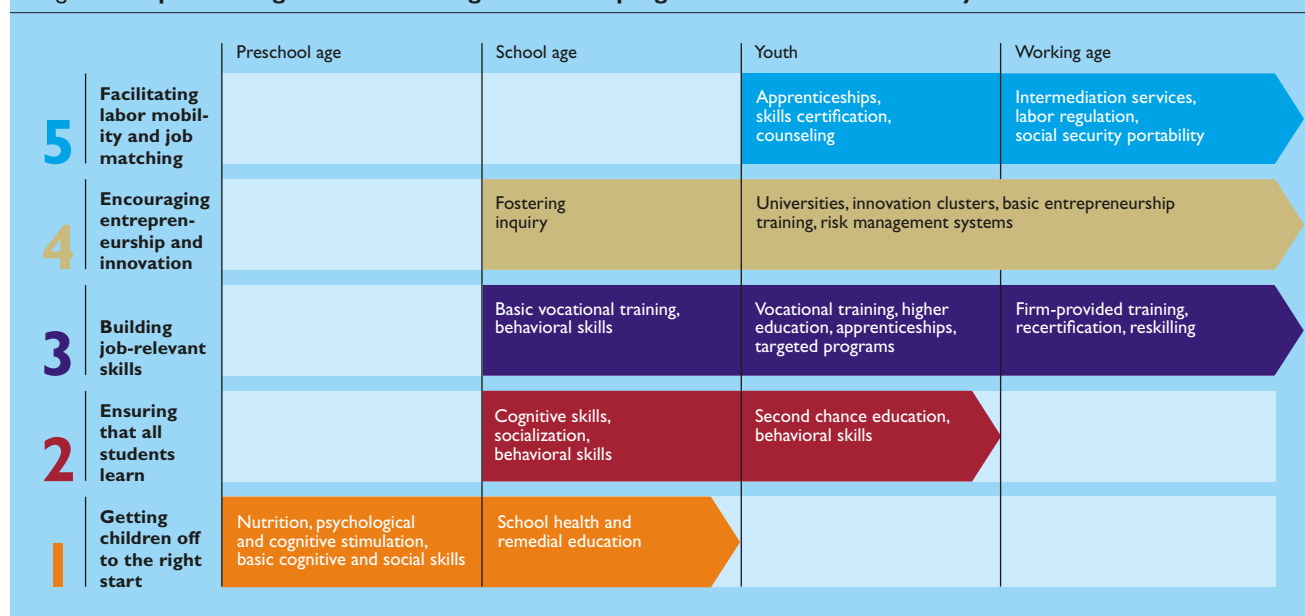 Preschool age
School age
Youth
Working age
5
Facilitating
labor mobil-
ity and job
matching
Apprenticeships,
skills certification,
counseling
Intermediation services,
labor regulation,
social security portability
4
Encouraging
entrepren-
eurship and
innovation
Fostering
inquiry
Universities, innovation clusters, basic entrepreneurship
training, risk management systems
3
Building
job-relevant
skills
Basic vocational training,
behavioral skills
Vocational training, higher
education, apprenticeships,
targeted programs
Firm-provided training,
recertification, reskilling
2
Ensuring
that all
students
learn
Cognitive skills,
socialization,
behavioral skills
Second chance education,
behavioral skills
1
Getting
children off
to the right
start
Nutrition, psychological
and cognitive stimulation,
basic cognitive and social skills
School health and
remedial education